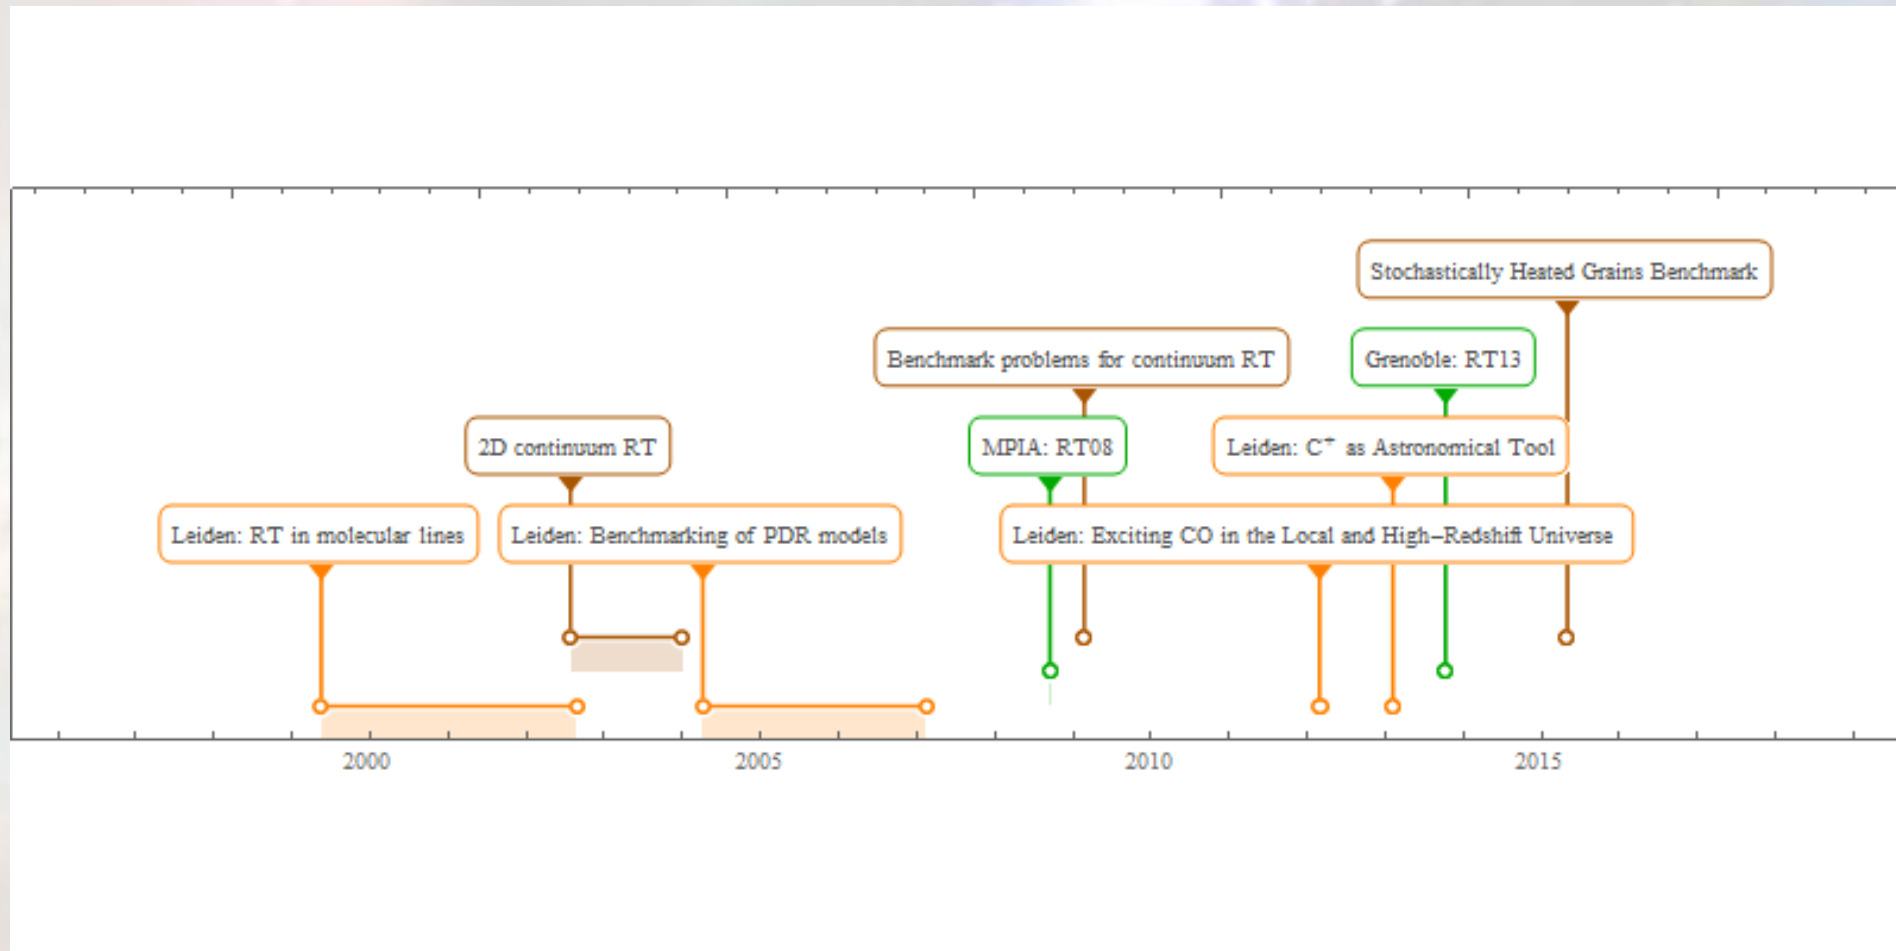 Stochastically Heated Grains Benchmark
Benchmark problems for continuum RT
Grenoble: RT13
2D continuum RT
MPIA: RT08
Leiden: C⁺ as Astronomical Tool
Leiden: RT in molecular lines
Leiden: Benchmarking of PDR models
Leiden: Exciting CO in the Local and High–Redshift Universe
2000
2005
2010
2015